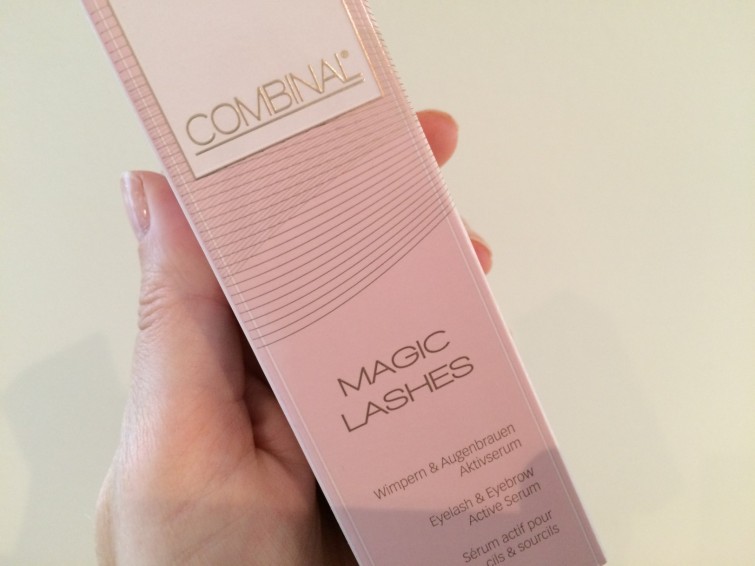 COMBINAL®
MAGIC
LASHES
Wimpern & Augenbrauen
Aktivserum
Eyelash & Eyebrow
Active Serum
Sérum actif pour
cils & sourcils